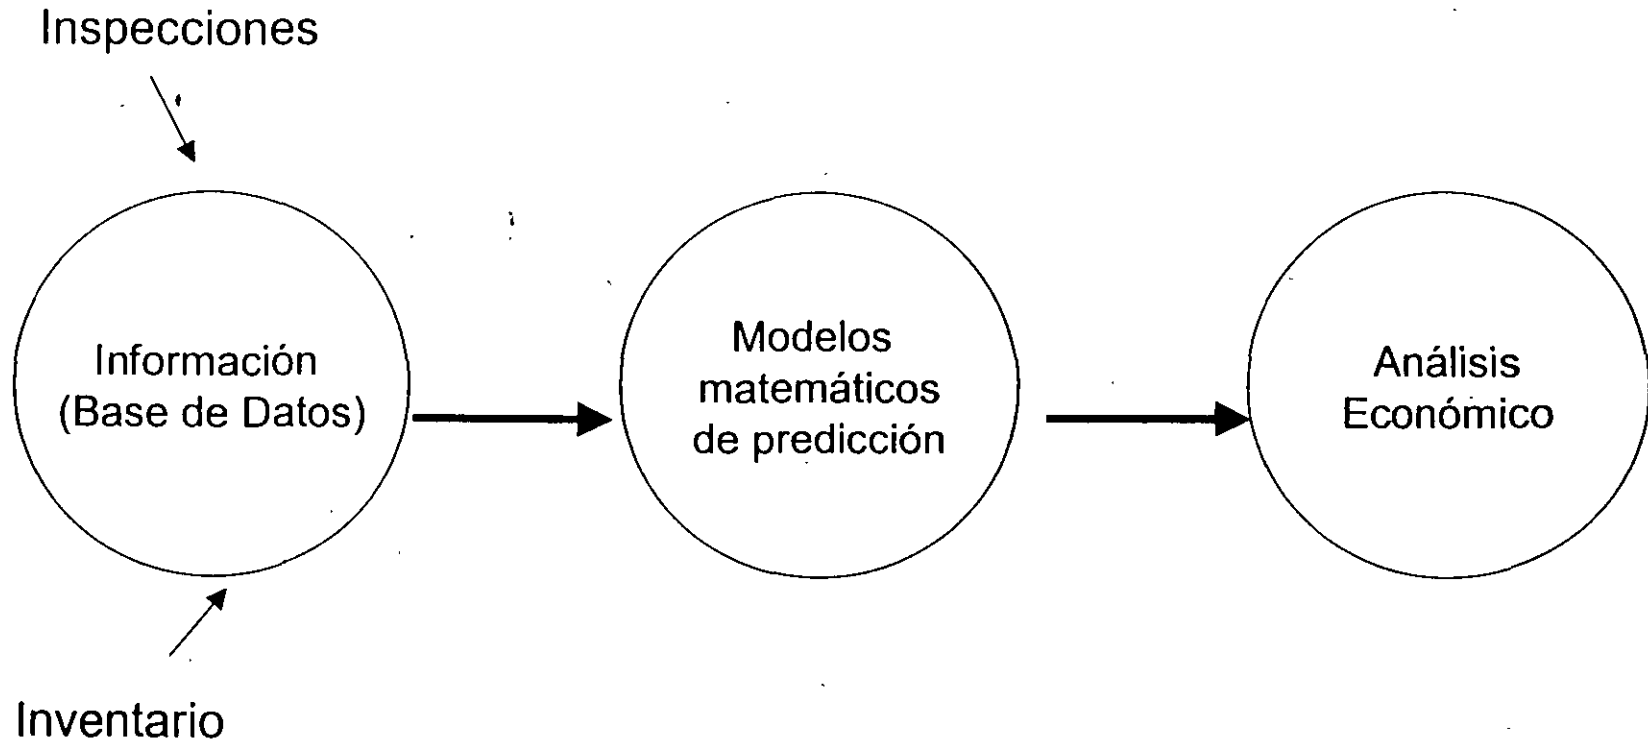 Inspecciones
Información
(Base de Datos)
Modelos
matemáticos
de predicción
Análisis
Económico
Inventario